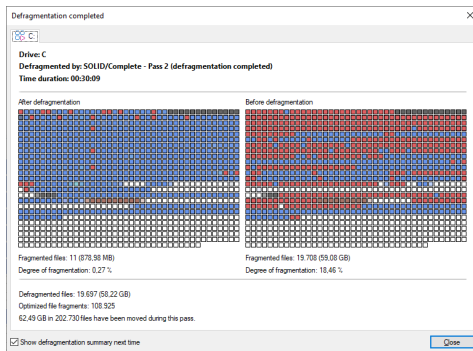 Defragmentation completed
C:
Drive: C
Defragmented by: SOLID/Complete - Pass 2 (defragmentation completed)
Time duration: 00:30:09
After defragmentation
Before defragmentation
Fragmented files: 11 (878,98 MB)
Fragmented files: 19.708 (59,08 GB)
Degree of fragmentation: 0,27 %
Degree of fragmentation: 18,46 %
Defragmented files: 19.697 (58,22 GB)
Optimized file fragments: 108.925
62,49 GB in 202.730 files have been moved during this pass.
Show defragmentation summary next time
Close